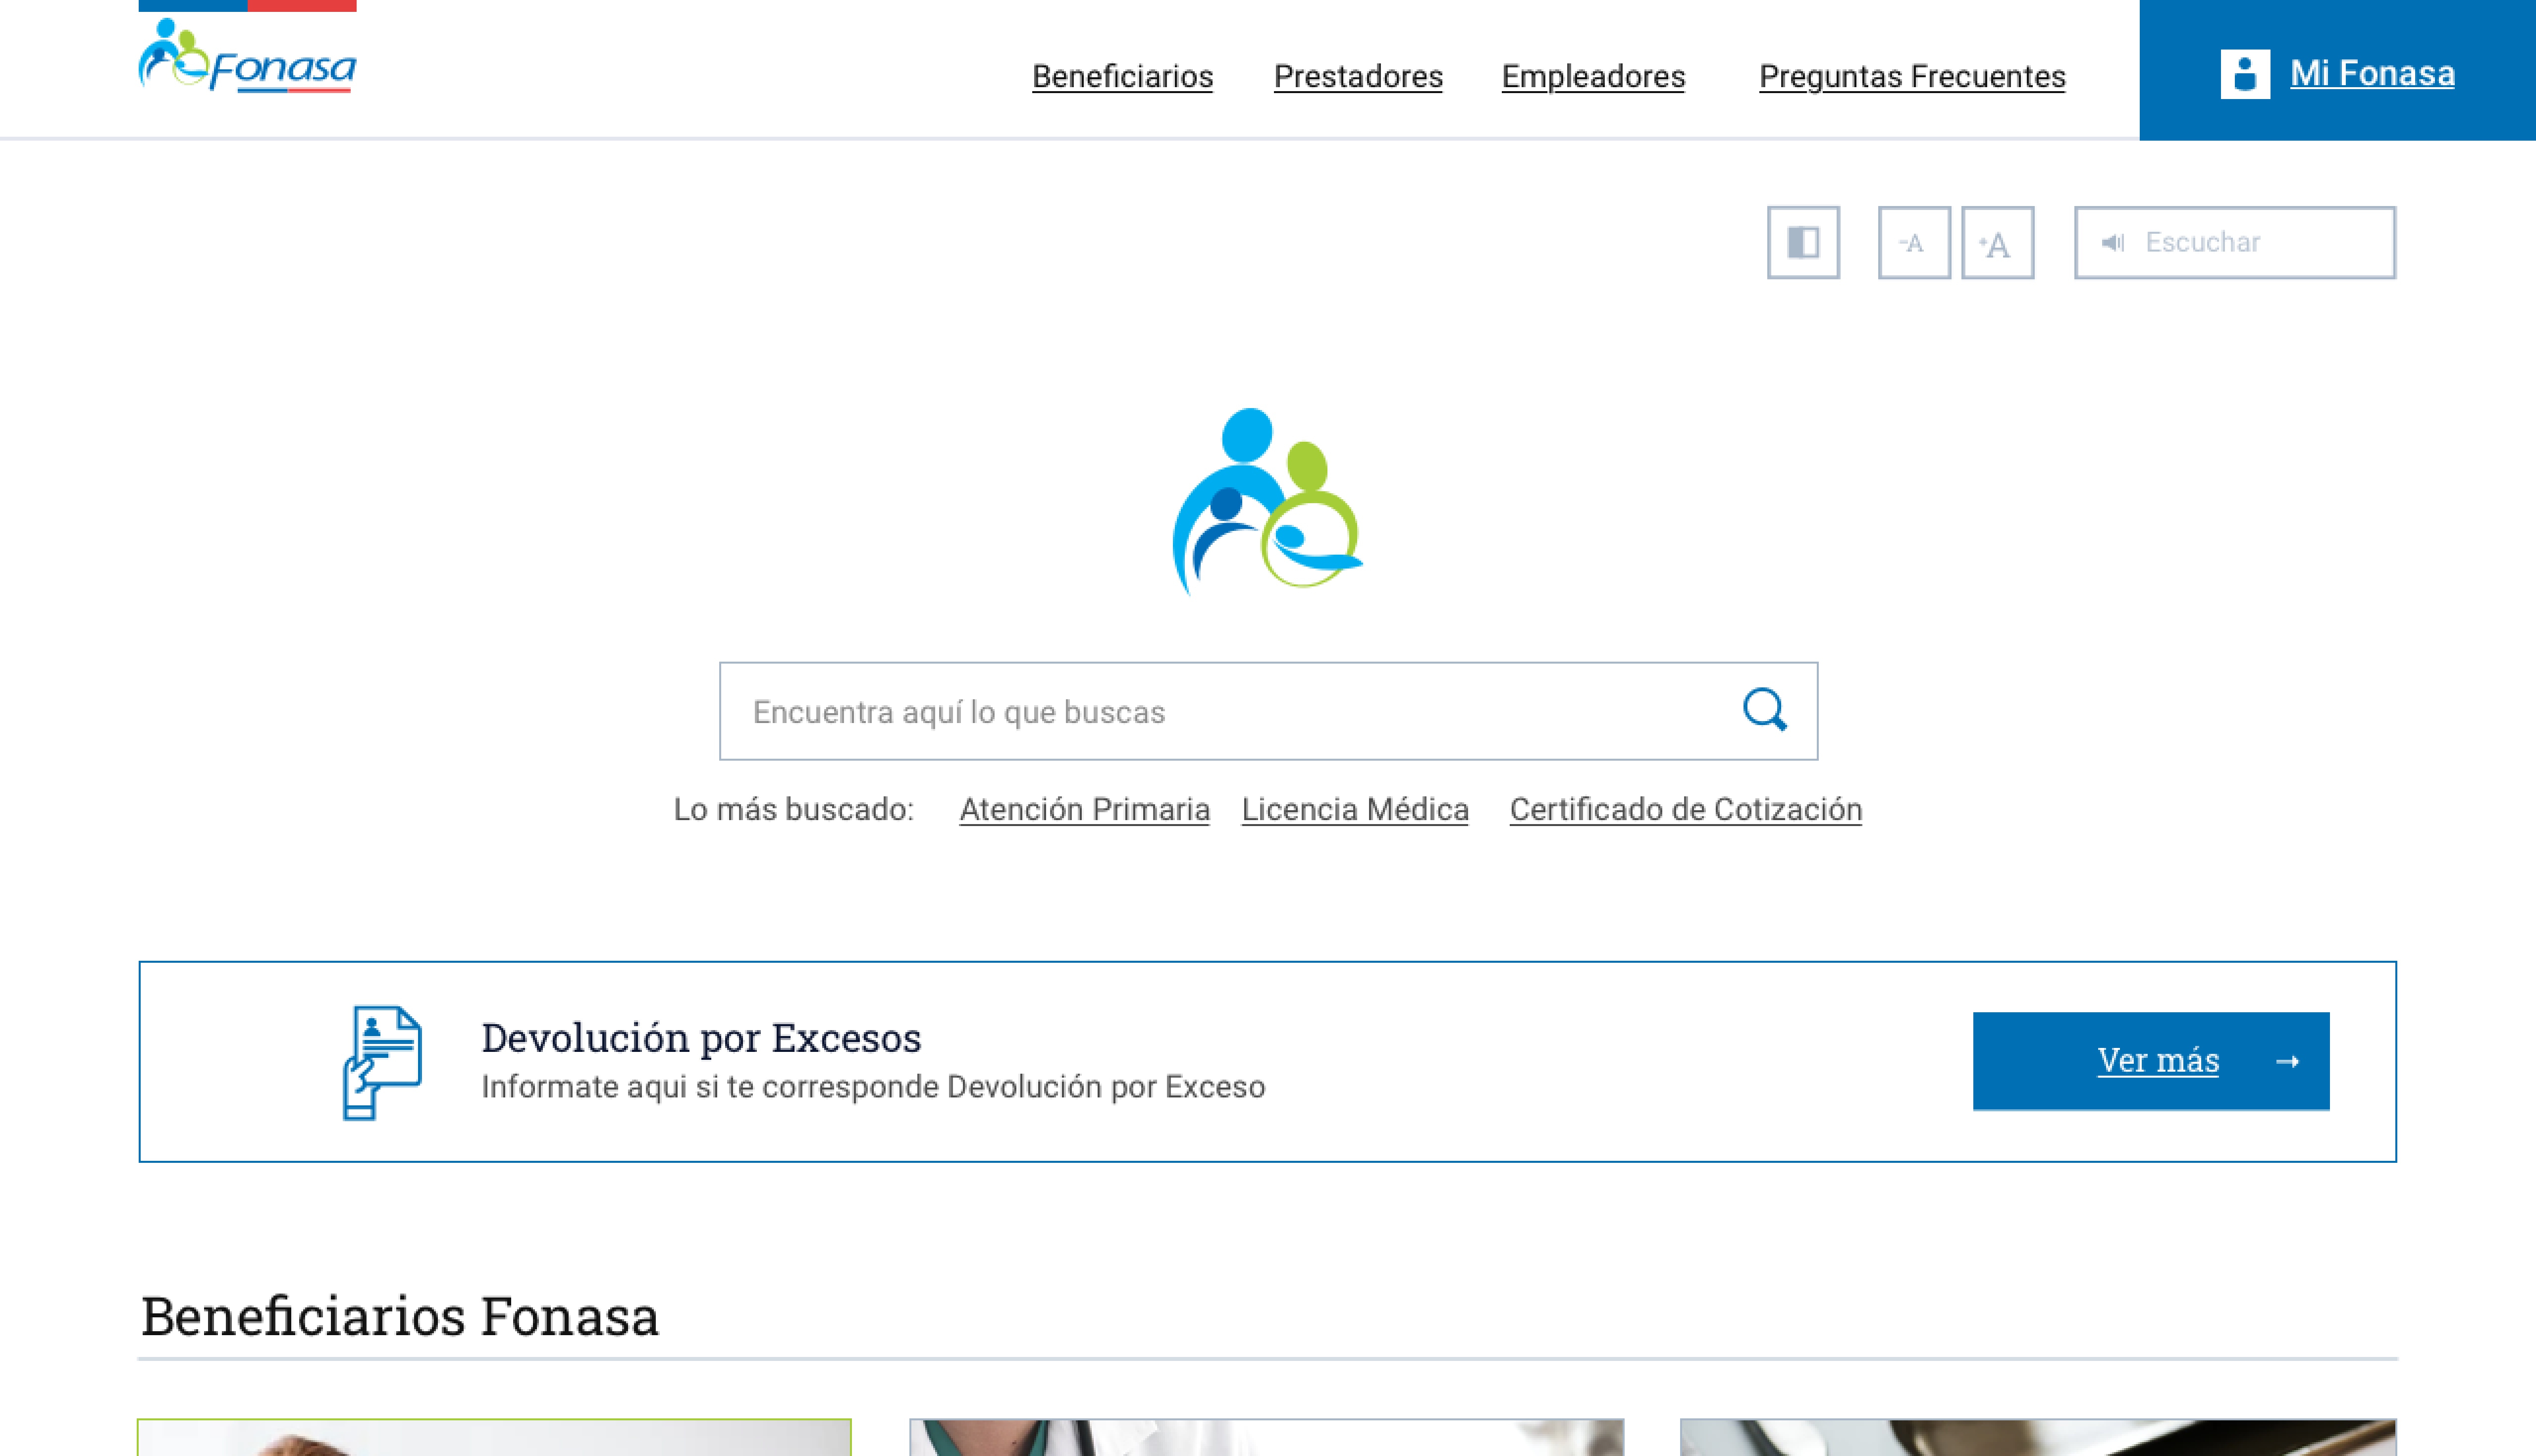 Fonasa
Beneficiarios Prestadores Empleadores Preguntas Frecuentes Mi Fonasa
-A +A Escuchar
Encuentra aquí lo que buscas
Lo más buscado: Atención Primaria Licencia Médica Certificado de Cotización
Devolución por Excesos
Informate aqui si te corresponde Devolución por Exceso
Ver más
Beneficiarios Fonasa